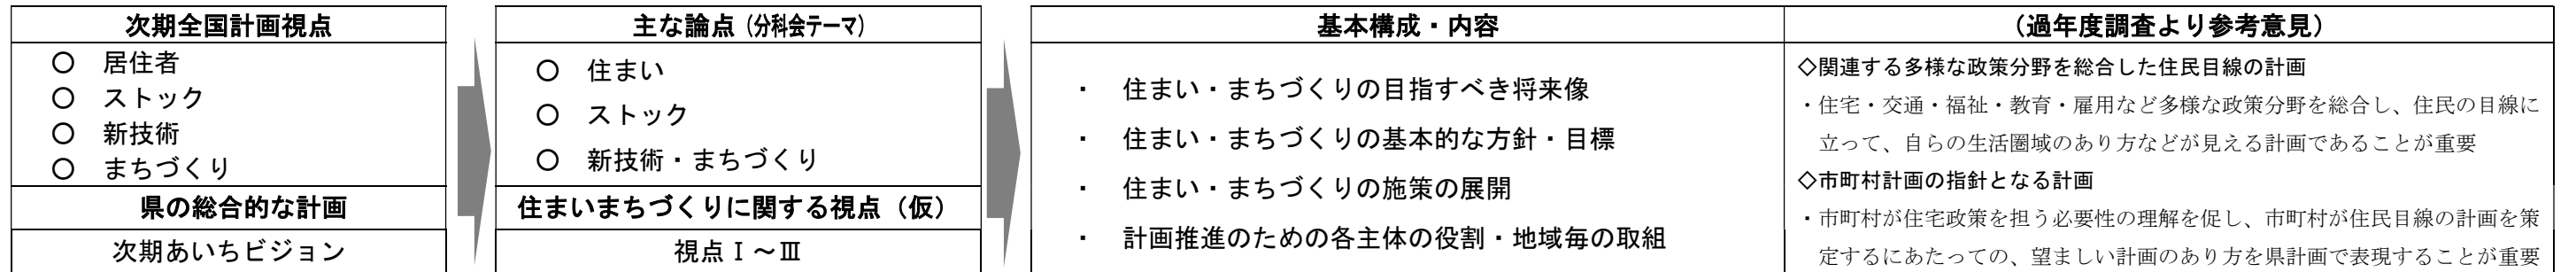 次期全国計画視点
○ 居住者
○ ストック
○ 新技術
○ まちづくり
県の総合的な計画
次期あいちビジョン
主な論点（分科会テーマ）
○ 住まい
○ ストック
○ 新技術・まちづくり
住まいまちづくりに関する視点（仮）
視点Ⅰ～Ⅲ
基本構成・内容
・ 住まい・まちづくりの目指すべき将来像
・ 住まい・まちづくりの基本的な方針・目標
・ 住まい・まちづくりの施策の展開
・ 計画推進のための各主体の役割・地域毎の取組
（過年度調査より参考意見）
◇関連する多様な政策分野を総合した住民目線の計画
・住宅・交通・福祉・教育・雇用など多様な政策分野を総合し、住民の目線に
立って、自らの生活圏域のあり方などが見える計画であることが重要
◇市町村計画の指針となる計画
・市町村が住宅政策を担う必要性の理解を促し、市町村が住民目線の計画を策
定するにあたっての、望ましい計画のあり方を県計画で表現することが重要